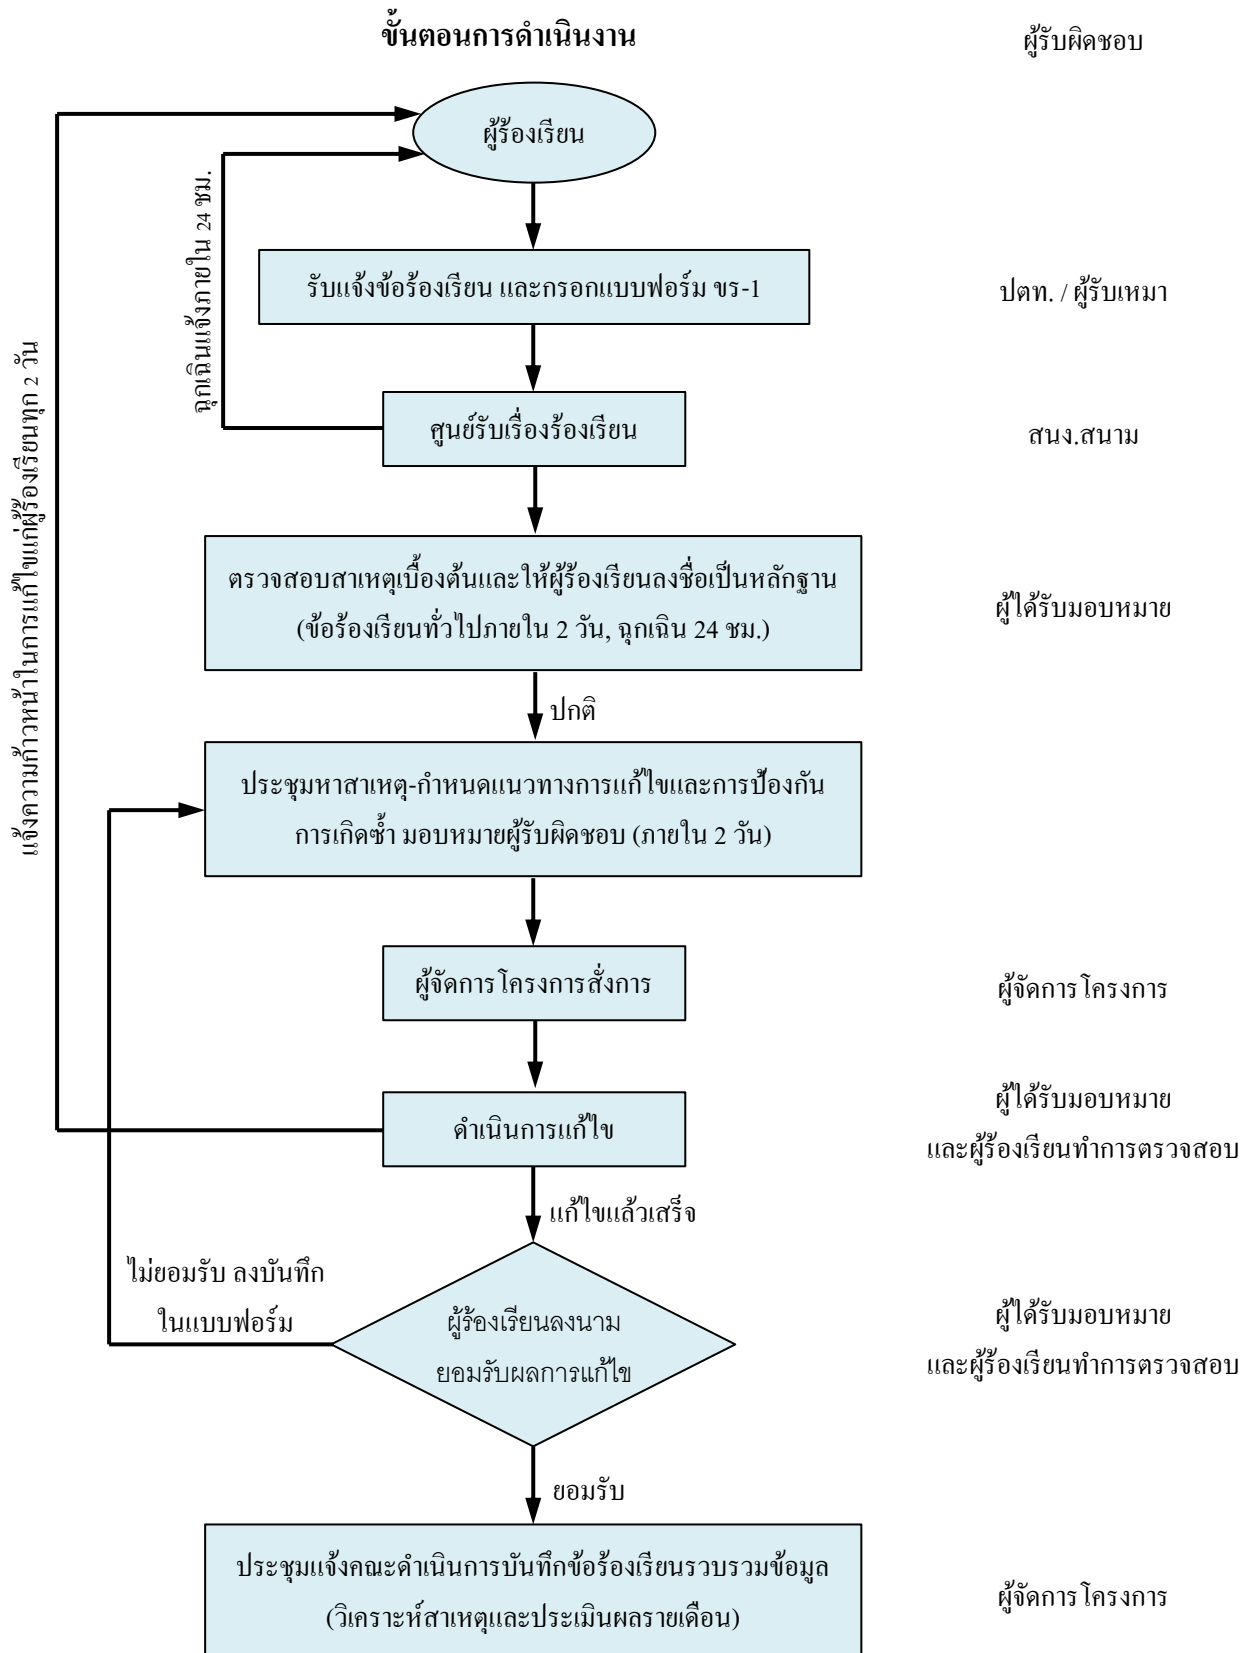 ขั้นตอนการดำเนินงาน
ผู้รับผิดชอบ
ผู้ร้องเรียน
ฉุกเฉินแจ้งภายใน 24 ชม.
แจ้งความก้าวหน้าในการแก้ไขแก่ผู้ร้องเรียนทุก 2 วัน
รับแจ้งข้อร้องเรียน และกรอกแบบฟอร์ม ขร-1
ปตท. / ผู้รับเหมา
ศูนย์รับเรื่องร้องเรียน
สนง.สนาม
ตรวจสอบสาเหตุเบื้องต้นและให้ผู้ร้องเรียนลงชื่อเป็นหลักฐาน
(ข้อร้องเรียนทั่วไปภายใน 2 วัน, ฉุกเฉิน 24 ชม.)
ผู้ได้รับมอบหมาย
ปกติ
ประชุมหาสาเหตุ-กำหนดแนวทางการแก้ไขและการป้องกัน
การเกิดซ้ำ มอบหมายผู้รับผิดชอบ (ภายใน 2 วัน)
ผู้จัดการโครงการสั่งการ
ผู้จัดการโครงการ
ดำเนินการแก้ไข
ผู้ได้รับมอบหมาย
และผู้ร้องเรียนทำการตรวจสอบ
แก้ไขแล้วเสร็จ
ไม่ยอมรับ ลงบันทึก
ในแบบฟอร์ม
ผู้ร้องเรียนลงนาม
ยอมรับผลการแก้ไข
ผู้ได้รับมอบหมาย
และผู้ร้องเรียนทำการตรวจสอบ
ยอมรับ
ประชุมแจ้งคณะดำเนินการบันทึกข้อร้องเรียนรวบรวมข้อมูล
(วิเคราะห์สาเหตุและประเมินผลรายเดือน)
ผู้จัดการโครงการ